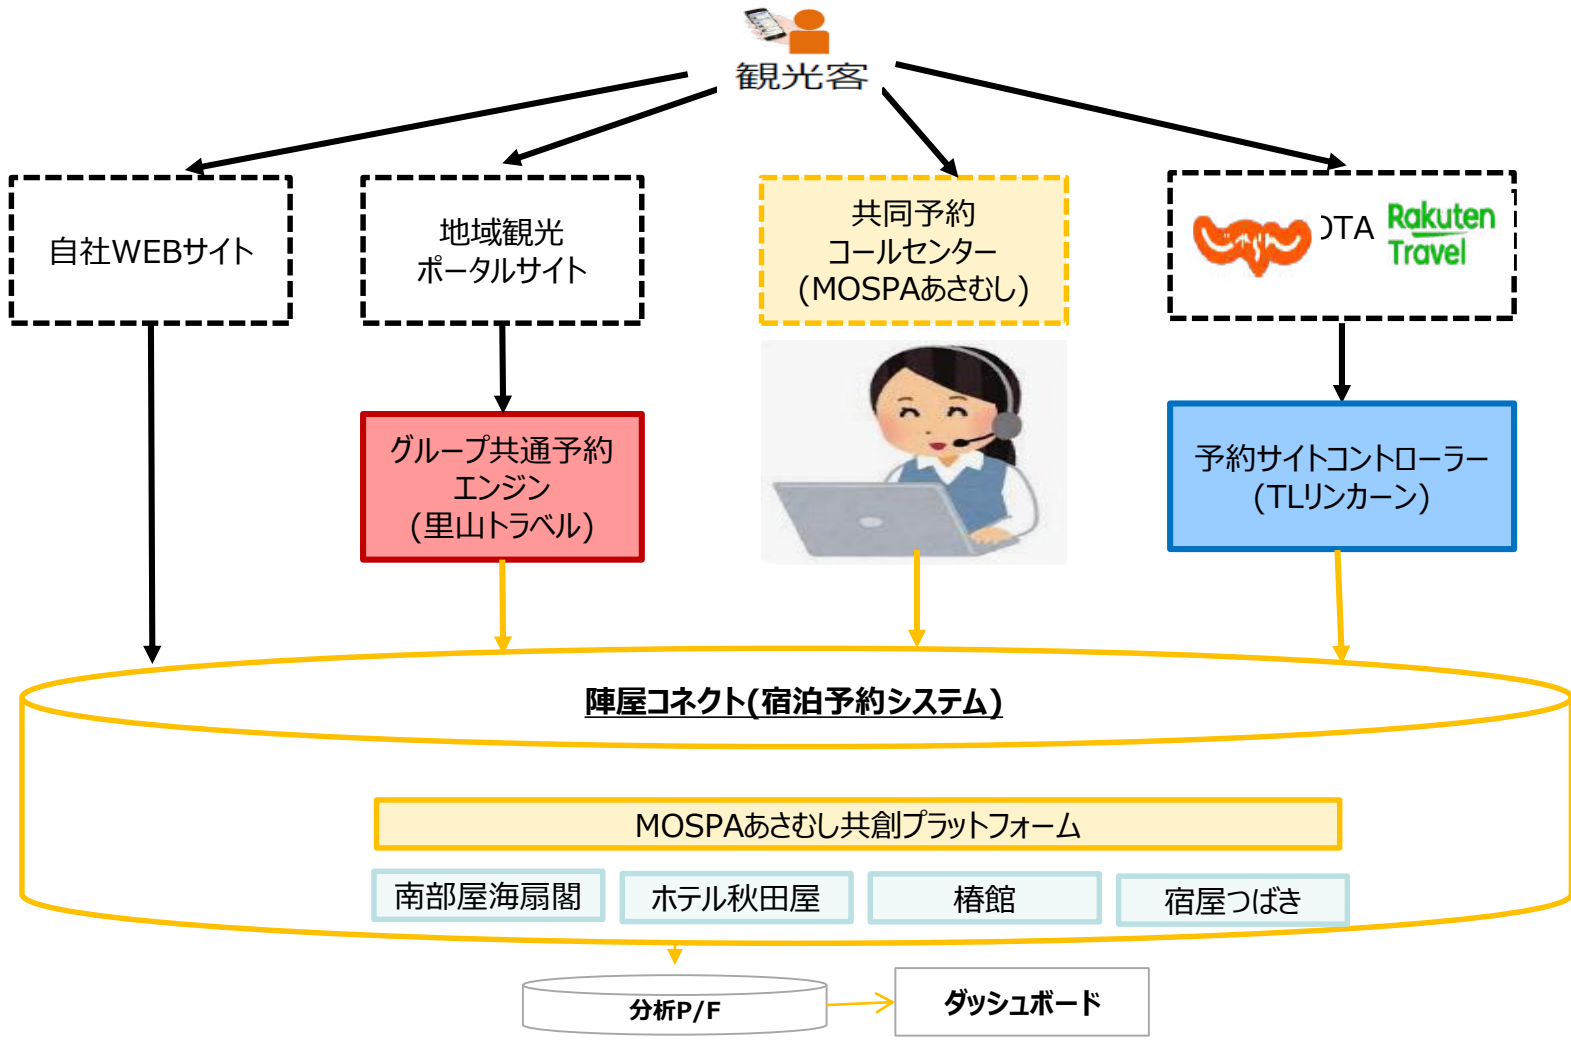 観光客
自社WEBサイト
地域観光
ポータルサイト
共同予約
コールセンター
(MOSPAあさむし)
じゃらん
OTA
Rakuten
Travel
グループ共通予約
エンジン
(里山トラベル)
予約サイトコントローラー
(TLリンカーン)
陣屋コネクト(宿泊予約システム)
MOSPAあさむし共創プラットフォーム
南部屋海扇閣
ホテル秋田屋
椿館
宿屋つばき
分析P/F
ダッシュボード